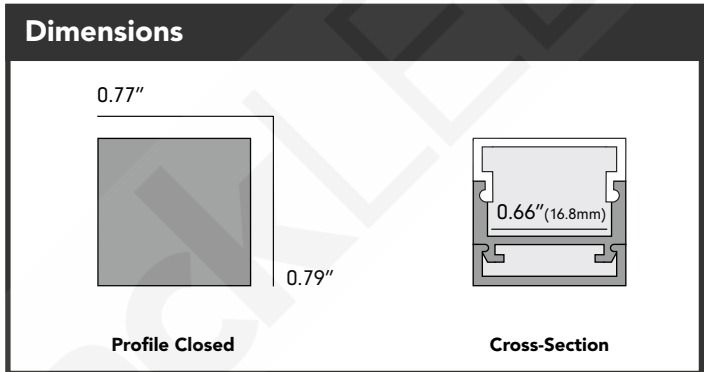 Dimensions
0.77"
0.66"(16.8mm)
0.79"
Profile Closed
Cross-Section